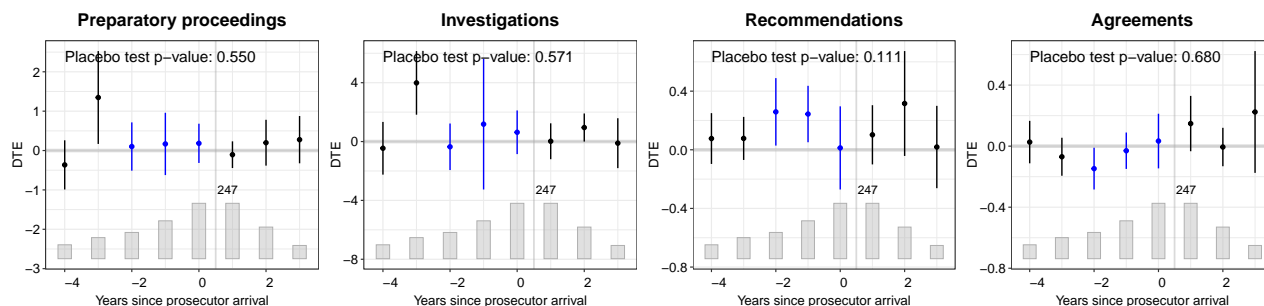 Preparatory proceedings
Placebo test p−value: 0.550
DTE
2
1
0
−1
−2
−3
247
−4
−2
0
2
Years since prosecutor arrival
Investigations
Placebo test p−value: 0.571
DTE
4
0
−4
−8
247
−4
−2
0
2
Years since prosecutor arrival
Recommendations
Placebo test p−value: 0.111
DTE
0.4
0.0
−0.4
−0.8
247
−4
−2
0
2
Years since prosecutor arrival
Agreements
Placebo test p−value: 0.680
DTE
0.4
0.0
−0.4
−0.8
247
−4
−2
0
2
Years since prosecutor arrival